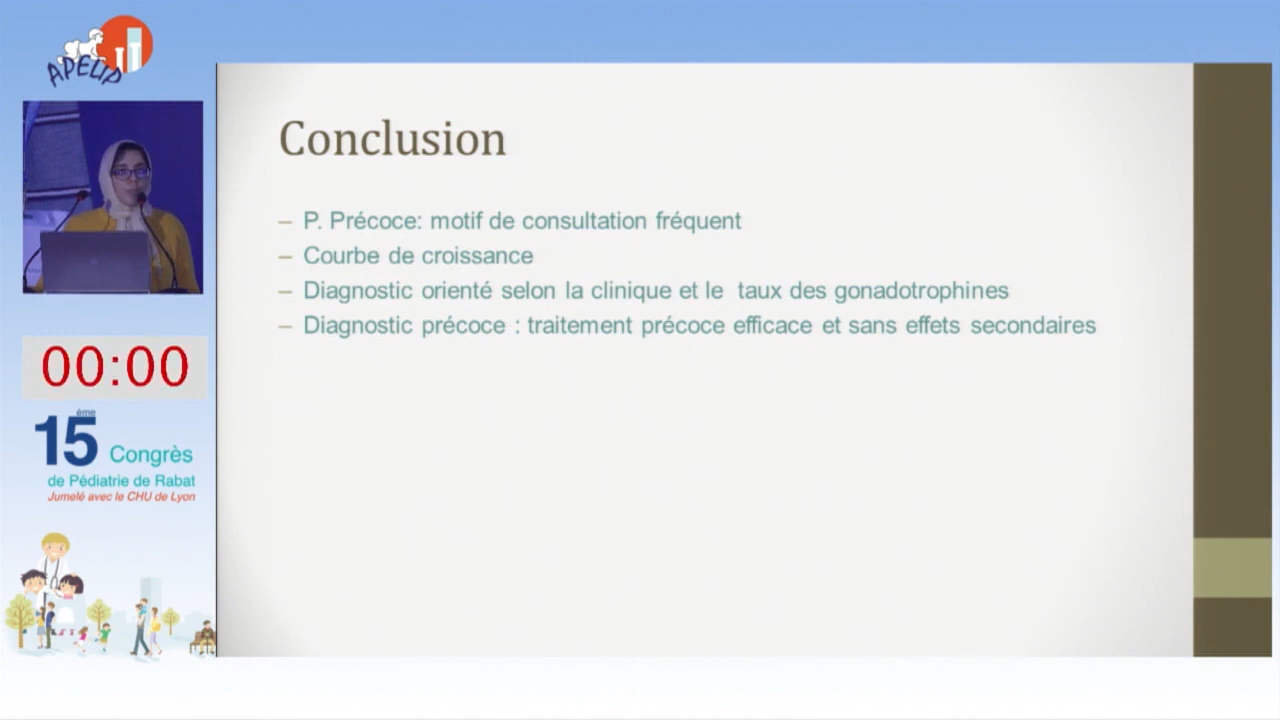 APEUP
Conclusion
– P. Précoce: motif de consultation fréquent
– Courbe de croissance
– Diagnostic orienté selon la clinique et le taux des gonadotrophines
– Diagnostic précoce : traitement précoce efficace et sans effets secondaires
00:00
15ème Congrès
de Pédiatrie de Rabat
Jumelé avec le CHU de Lyon